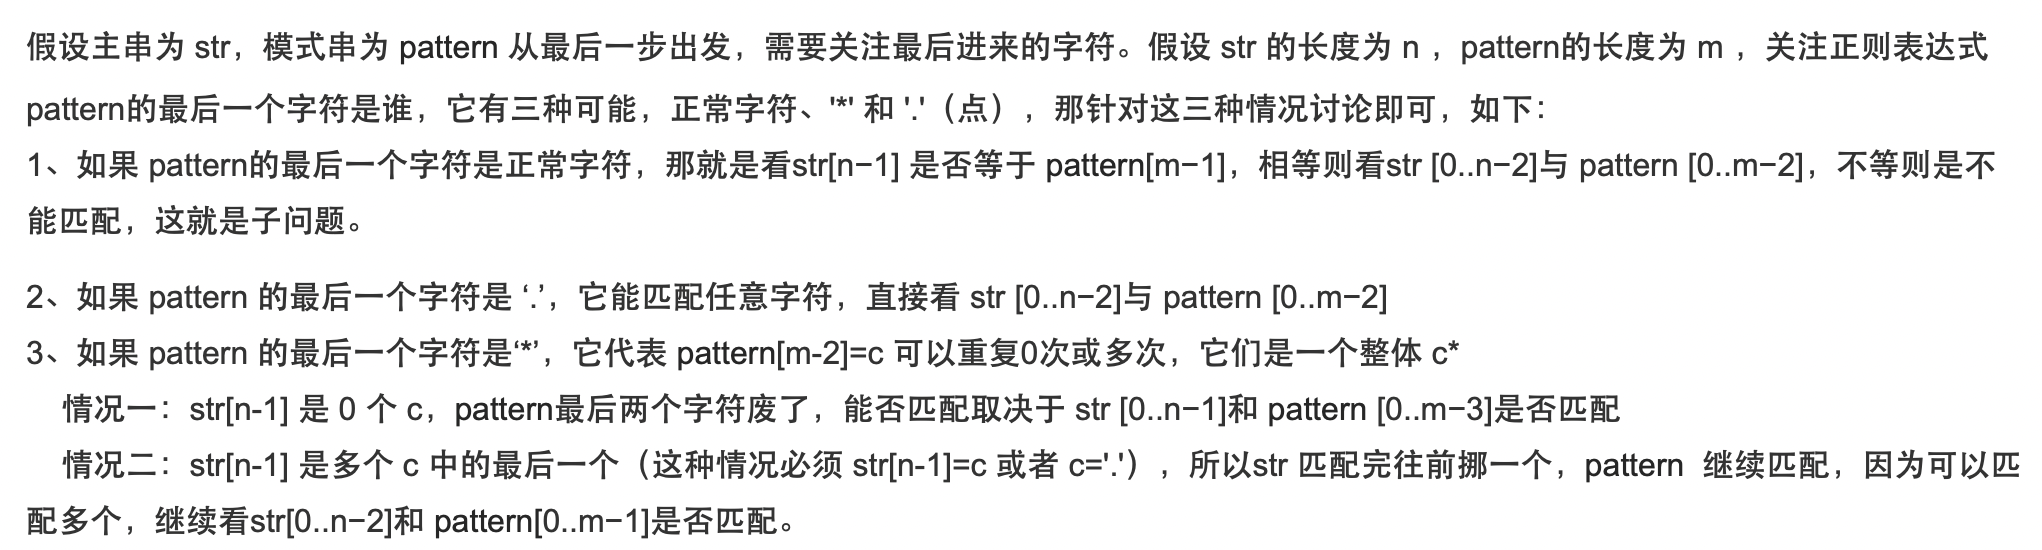 假设主串为 str，模式串为 pattern 从最后一步出发，需要关注最后进来的字符。假设 str 的长度为 n ，pattern的长度为 m ，关注正则表达式
pattern的最后一个字符是谁，它有三种可能，正常字符、'*' 和 '.'（点），那针对这三种情况讨论即可，如下：
1、如果 pattern的最后一个字符是正常字符，那就是看str[n−1] 是否等于 pattern[m−1]，相等则看str [0..n−2]与 pattern [0..m−2]，不等则是不
能匹配，这就是子问题。
2、如果 pattern 的最后一个字符是 ‘.’，它能匹配任意字符，直接看 str [0..n−2]与 pattern [0..m−2]
3、如果 pattern 的最后一个字符是‘*’，它代表 pattern[m-2]=c 可以重复0次或多次，它们是一个整体 c*
情况一：str[n-1] 是 0 个 c，pattern最后两个字符废了，能否匹配取决于 str [0..n−1]和 pattern [0..m−3]是否匹配
情况二：str[n-1] 是多个 c 中的最后一个（这种情况必须 str[n-1]=c 或者 c='.'），所以str 匹配完往前挪一个，pattern 继续匹配，因为可以匹
配多个，继续看str[0..n−2]和 pattern[0..m−1]是否匹配。